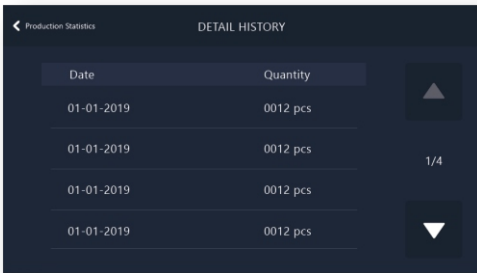 Production Statistics DETAIL HISTORY
Date Quantity
01-01-2019 0012 pcs
01-01-2019 0012 pcs
1/4
01-01-2019 0012 pcs
01-01-2019 0012 pcs